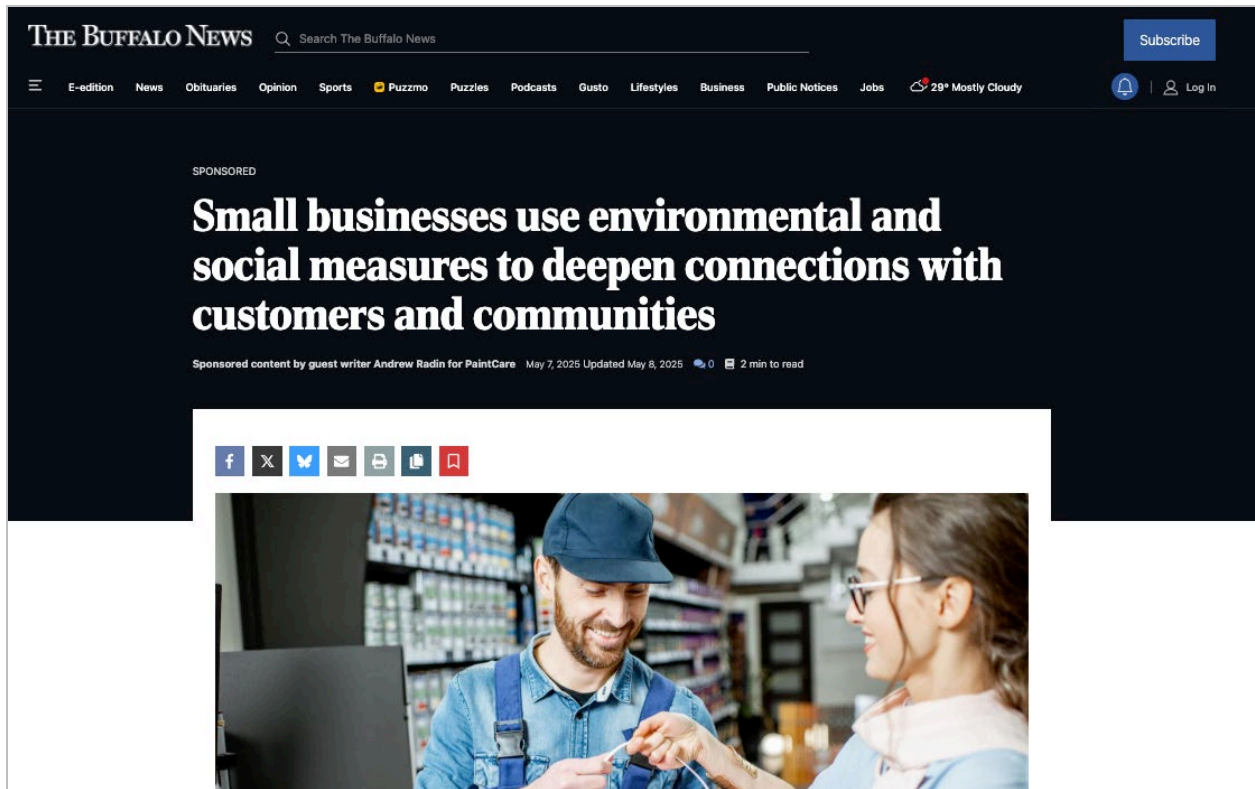 THE BUFFALO NEWS
Search The Buffalo News
Subscribe
E-edition News Obituaries Opinion Sports Puzzmo Puzzles Podcasts Gusto Lifestyles Business Public Notices Jobs 29° Mostly Cloudy | Log In
SPONSORED
Small businesses use environmental and
social measures to deepen connections with
customers and communities
Sponsored content by guest writer Andrew Radin for PaintCare May 7, 2025 Updated May 8, 2025 0 2 min to read